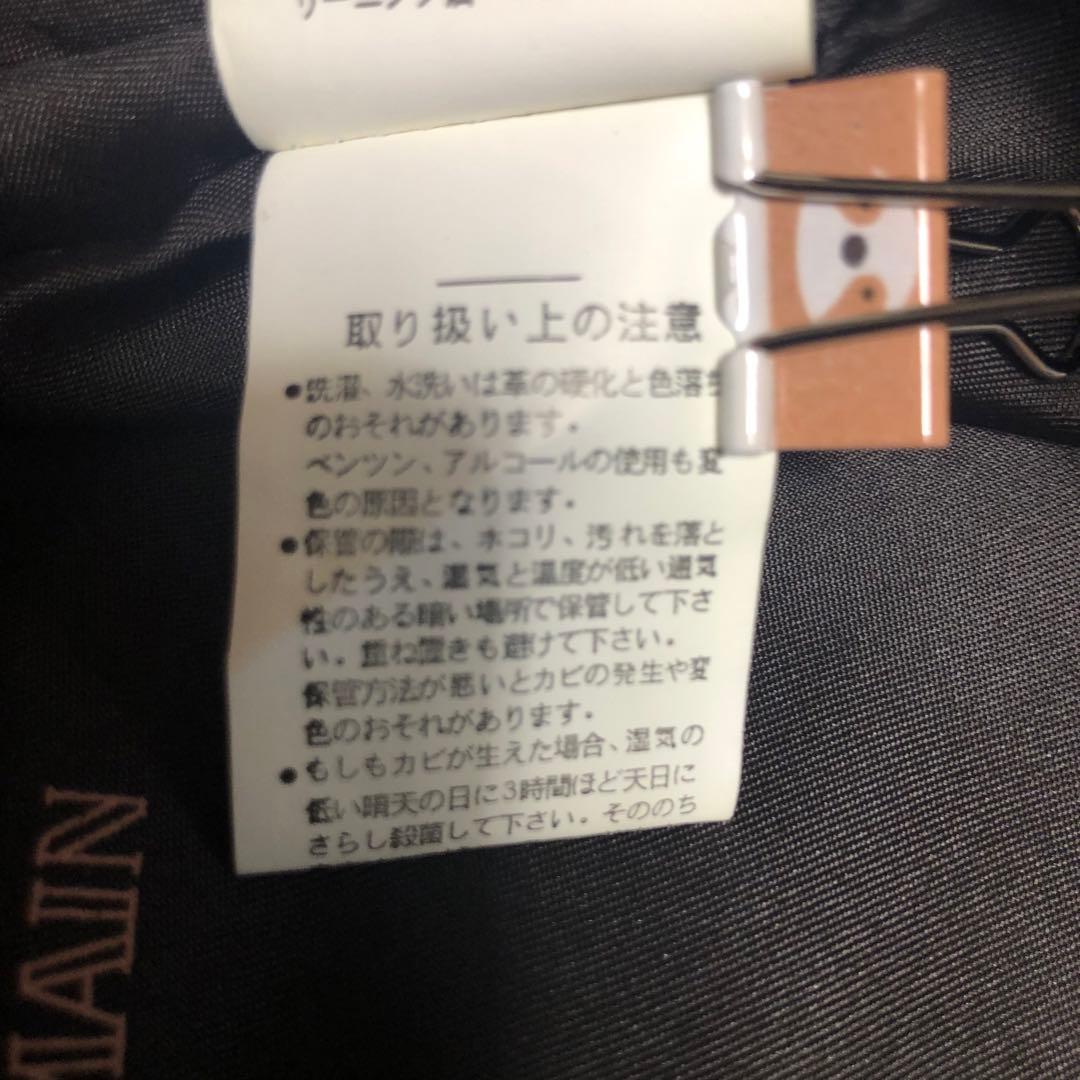 取り扱い上の注意
●洗濯、水洗いは革の硬化と色落ち
のおそれがあります。
ベンツン、アルコールの使用も変
色の原因となります。
●保管の際は、ホコリ、汚れを落と
したうえ、湿気と温度が低い通気
性のある暗い場所で保管して下さ
い。重ね置きも避けて下さい。
保管方法が悪いとカビの発生や変
色のおそれがあります。
●もしもカビが生えた場合、湿気の
低い晴天の日に3時間ほど天日に
さらし殺菌して下さい。そののち
MAIN